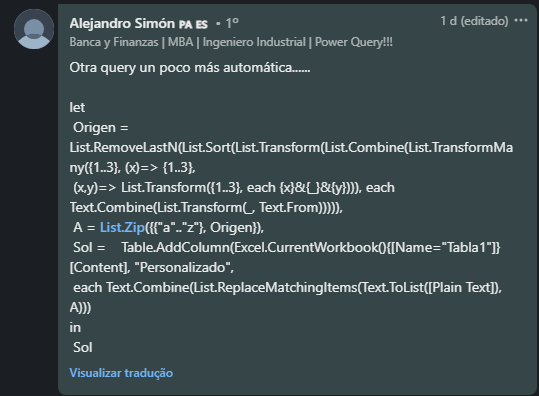 Alejandro Simón PA ES • 1º
1 d (editado) •••
Banca y Finanzas | MBA | Ingeniero Industrial | Power Query!!!
Otra query un poco más automática......
let
Origen =
List.RemoveLastN(List.Sort(List.Transform(List.Combine(List.TransformMa
ny({1..3}, (x)=> {1..3},
(x,y)=> List.Transform({1..3}, each {x}&{_}&{y}))), each
Text.Combine(List.Transform(_, Text.From))))),
A = List.Zip({{"a".."z"}, Origen}),
Sol = Table.AddColumn(Excel.CurrentWorkbook(){[Name="Tabla1"]}
[Content], "Personalizado",
each Text.Combine(List.ReplaceMatchingItems(Text.ToList([Plain Text]),
A)))
in
Sol
Visualizar tradução